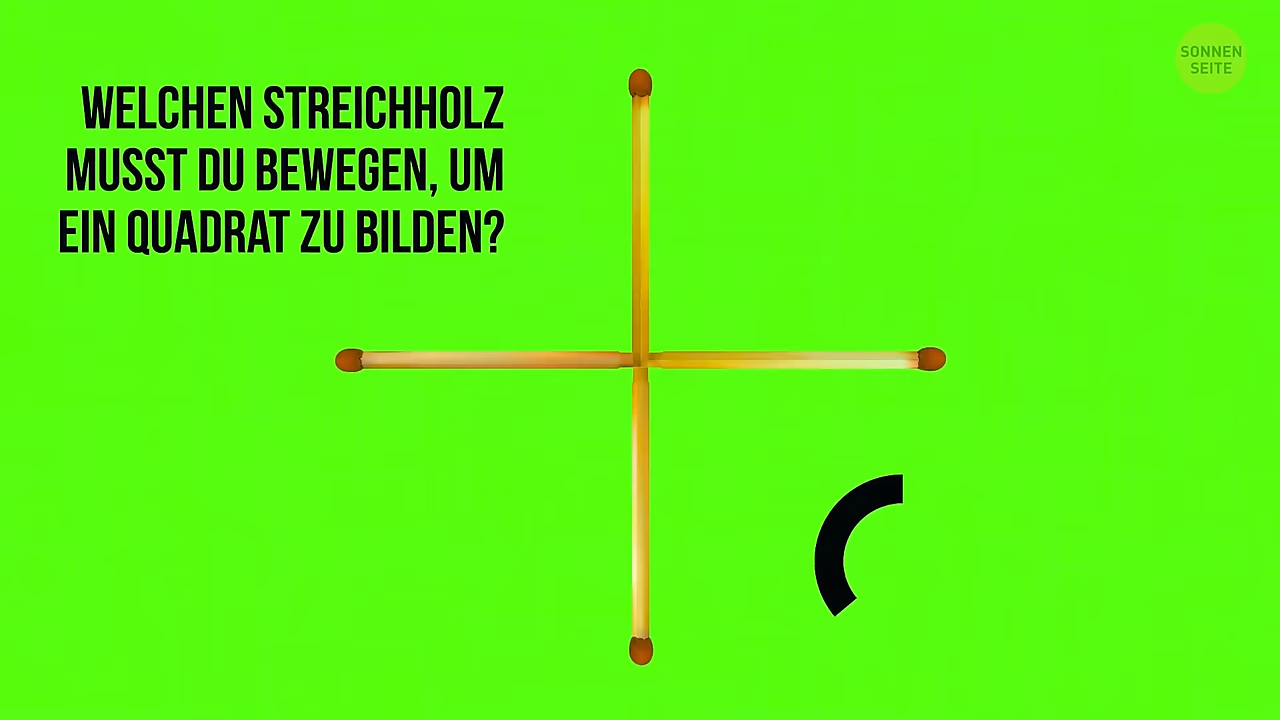 WELCHEN STREICHHOLZ
MUSST DU BEWEGEN, UM
EIN QUADRAT ZU BILDEN?
SONNEN
SEITE